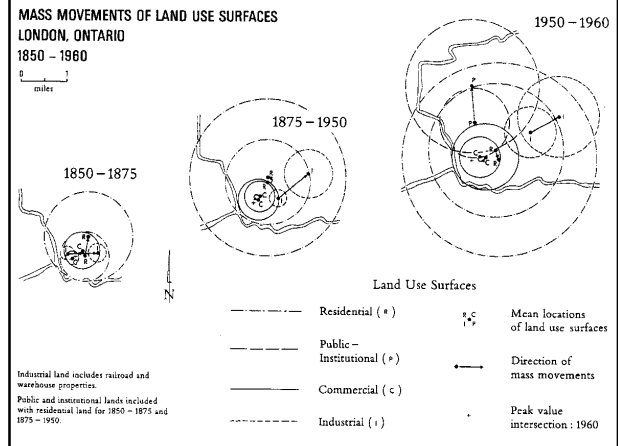 MASS MOVEMENTS OF LAND USE SURFACES
LONDON, ONTARIO
1850 – 1960
0 1
miles
1850 – 1875
1875 – 1950
1950 – 1960
N
Land Use Surfaces
Residential ( R )
Public –
Institutional ( P )
Commercial ( C )
Industrial ( I )
R C
I P
Mean locations
of land use surfaces
Direction of
mass movements
Peak value
intersection : 1960
Industrial land includes railroad and
warehouse properties.
Public and institutional lands included
with residential land for 1850 – 1875 and
1875 – 1950.